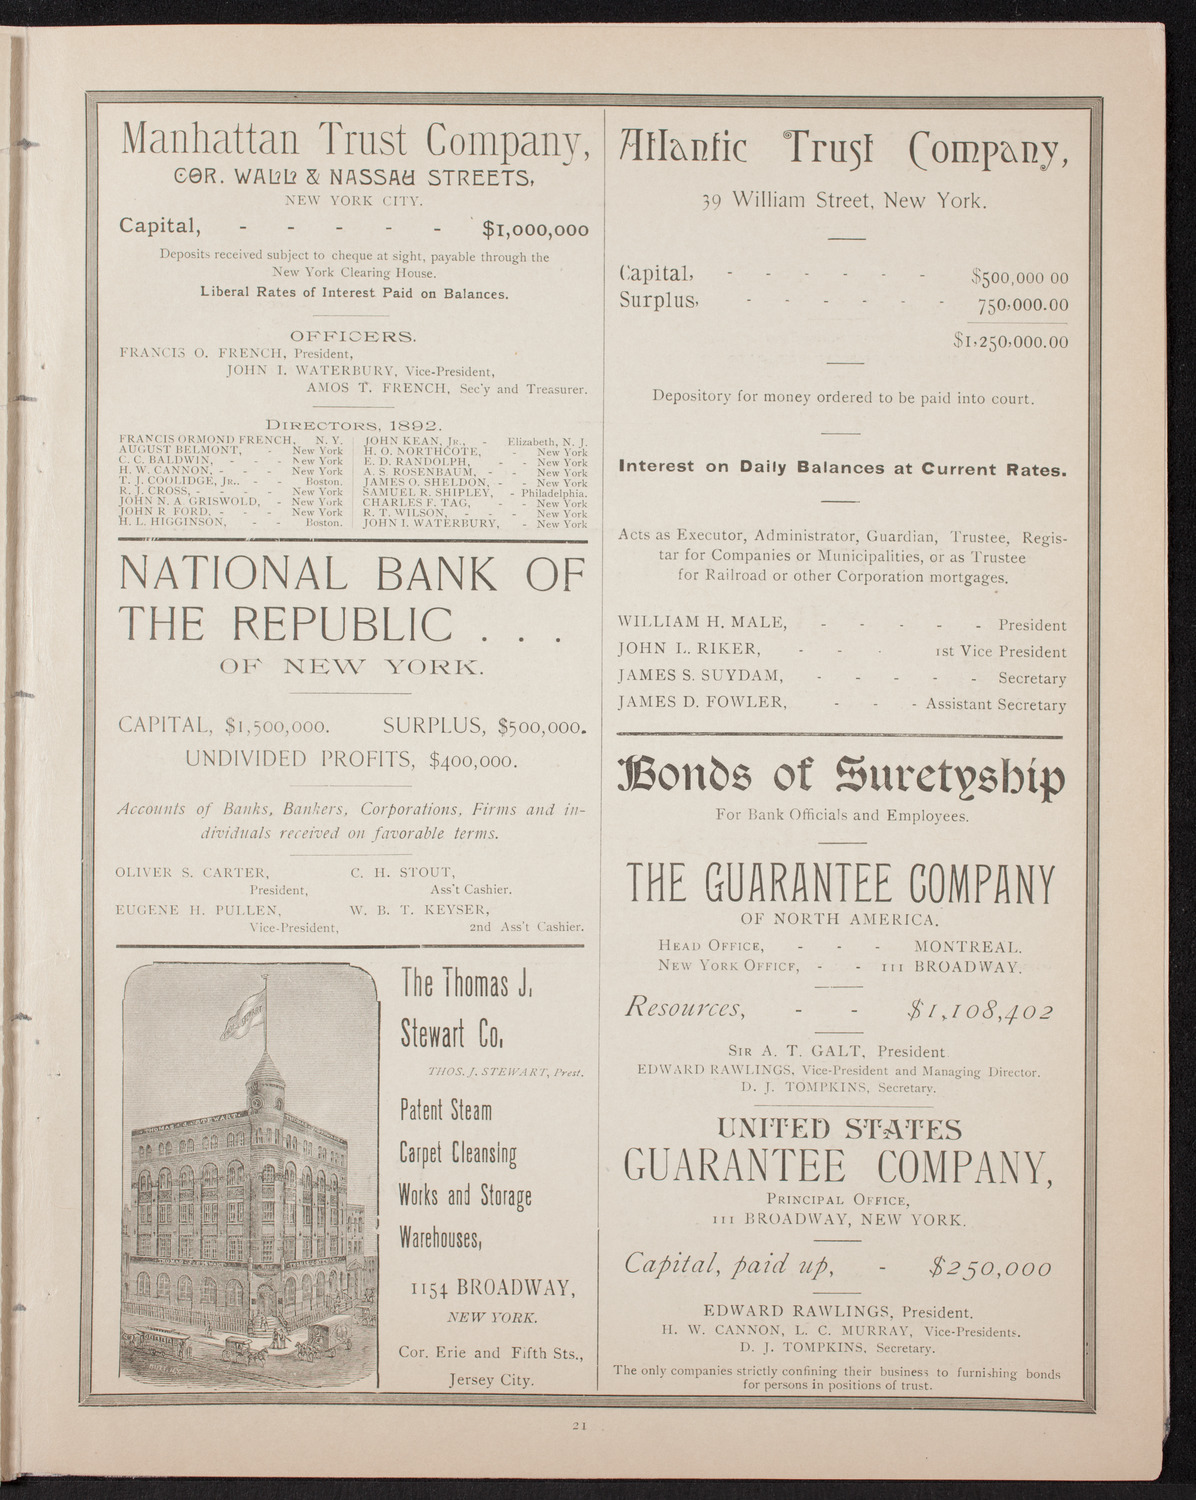 Manhattan Trust Company,
COR. WALL & NASSAU STREETS,
NEW YORK CITY.
Capital, - - - - - $1,000,000
Deposits received subject to cheque at sight, payable through the
New York Clearing House.
Liberal Rates of Interest Paid on Balances.
OFFICERS.
FRANCIS O. FRENCH, President,
JOHN I. WATERBURY, Vice-President,
AMOS T. FRENCH, Sec'y and Treasurer.
DIRECTORS, 1892.
FRANCIS ORMOND FRENCH, N. Y.
AUGUST BELMONT, - New York
C. C. BALDWIN, - - - New York
H. W. CANNON, - - - New York
T. J. COOLIDGE, JR., - - Boston.
R. J. CROSS, - - - - New York
JOHN N. A. GRISWOLD, - New York
JOHN R FORD, - - - New York
H. L. HIGGINSON, - - Boston.
JOHN KEAN, JR., - Elizabeth, N. J.
H. O. NORTHCOTE, - New York
E. D. RANDOLPH, - - New York
A. S. ROSENBAUM, - - New York
JAMES O. SHELDON, - - New York
SAMUEL R. SHIPLEY, - Philadelphia.
CHARLES F. TAG, - - New York
R. T. WILSON, - - - New York
JOHN I. WATERBURY, - New York
NATIONAL BANK OF
THE REPUBLIC . . .
OF NEW YORK.
CAPITAL, $1,500,000. SURPLUS, $500,000.
UNDIVIDED PROFITS, $400,000.
Accounts of Banks, Bankers, Corporations, Firms and in-
dividuals received on favorable terms.
OLIVER S. CARTER,
President,
EUGENE H. PULLEN,
Vice-President,
C. H. STOUT,
Ass't Cashier.
W. B. T. KEYSER,
2nd Ass't Cashier.
THOMAS J. STEWART
The Thomas J.
Stewart Co.
THOS. J. STEWART, Prest.
Patent Steam
Carpet Cleansing
Works and Storage
Warehouses,
1154 BROADWAY,
NEW YORK.
Cor. Erie and Fifth Sts.,
Jersey City.
Atlantic Trust Company,
39 William Street, New York.
Capital, - - - - - - $500,000 00
Surplus, - - - - - - 750,000.00
$1,250,000.00
Depository for money ordered to be paid into court.
Interest on Daily Balances at Current Rates.
Acts as Executor, Administrator, Guardian, Trustee, Regis-
tar for Companies or Municipalities, or as Trustee
for Railroad or other Corporation mortgages.
WILLIAM H. MALE, - - - - - President
JOHN L. RIKER, - - - 1st Vice President
JAMES S. SUYDAM, - - - - - Secretary
JAMES D. FOWLER, - - - Assistant Secretary
Bonds of Suretyship
For Bank Officials and Employees.
THE GUARANTEE COMPANY
OF NORTH AMERICA.
HEAD OFFICE, - - - MONTREAL.
NEW YORK OFFICE, - - 111 BROADWAY.
Resources, - - $1,108,402
SIR A. T. GALT, President
EDWARD RAWLINGS, Vice-President and Managing Director.
D. J. TOMPKINS, Secretary.
UNITED STATES
GUARANTEE COMPANY,
PRINCIPAL OFFICE,
111 BROADWAY, NEW YORK.
Capital, paid up, - $250,000
EDWARD RAWLINGS, President.
H. W. CANNON, L. C. MURRAY, Vice-Presidents.
D. J. TOMPKINS, Secretary.
The only companies strictly confining their business to furnishing bonds
for persons in positions of trust.
21